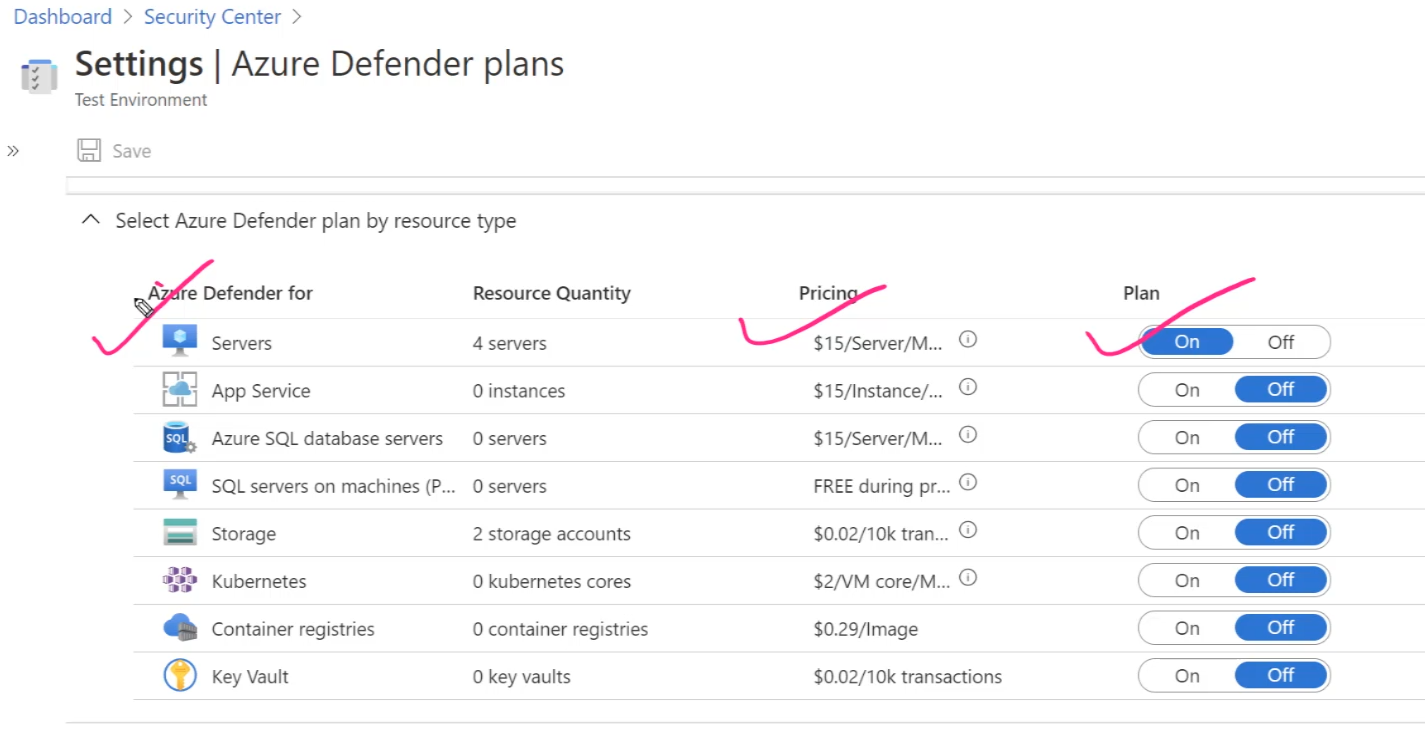 Dashboard > Security Center >
Settings | Azure Defender plans
Test Environment
» Save
Select Azure Defender plan by resource type
Azure Defender for Resource Quantity Pricing Plan
Servers 4 servers $15/Server/M... On Off
App Service 0 instances $15/Instance/... On Off
SQL Azure SQL database servers 0 servers $15/Server/M... On Off
SQL SQL servers on machines (P... 0 servers FREE during pr... On Off
Storage 2 storage accounts $0.02/10k tran... On Off
Kubernetes 0 kubernetes cores $2/VM core/M... On Off
Container registries 0 container registries $0.29/Image On Off
Key Vault 0 key vaults $0.02/10k transactions On Off